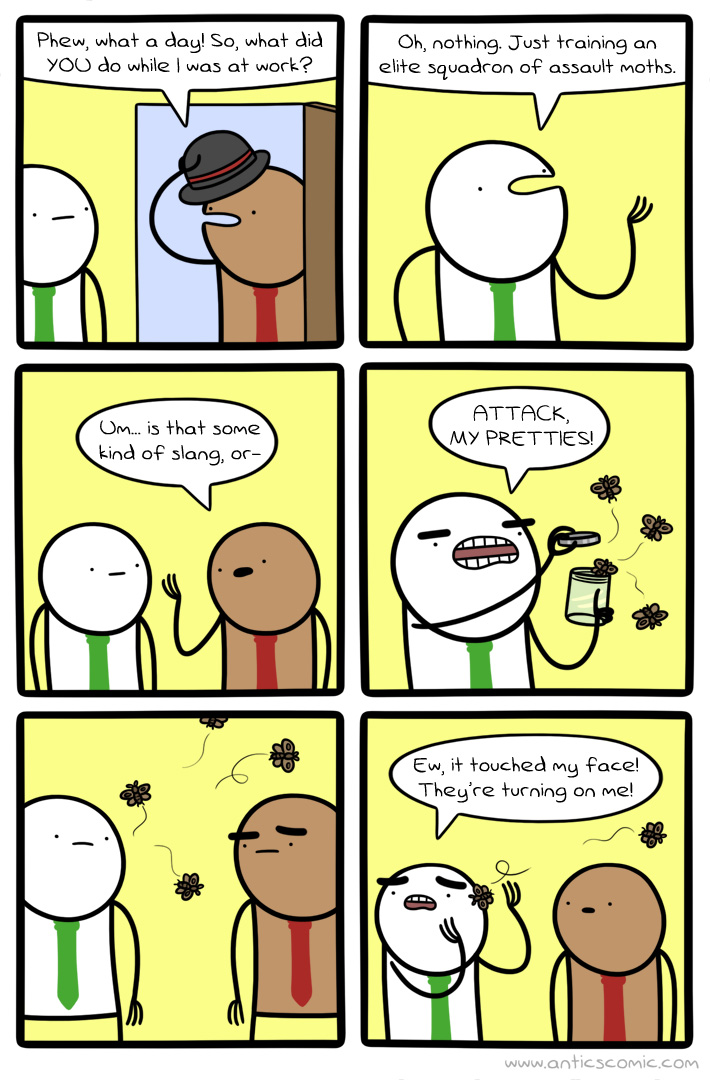 Phew, what a day! So, what did
YOU do while I was at work?
Oh, nothing. Just training an
elite squadron of assault moths.
Um... is that some
kind of slang, or-
ATTACK,
MY PRETTIES!
Ew, it touched my face!
They're turning on me!
www.anticscomic.com